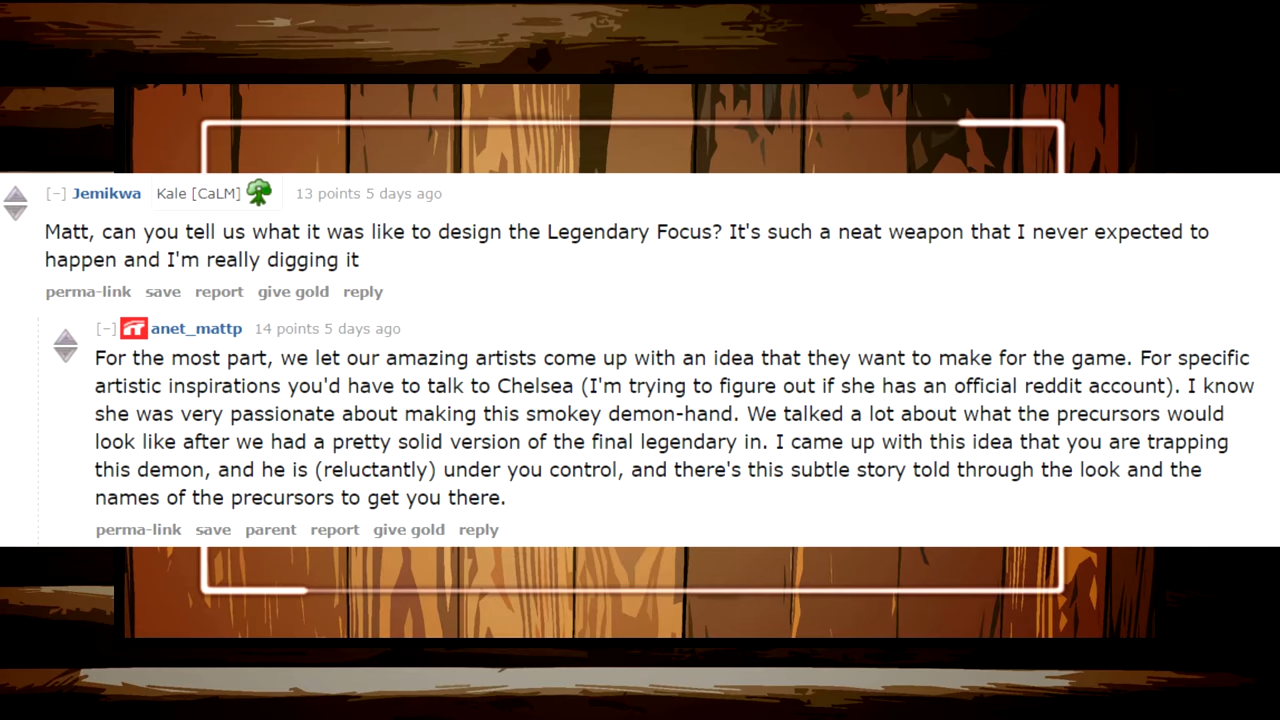 [-] Jemikwa Kale [CaLM] 13 points 5 days ago
Matt, can you tell us what it was like to design the Legendary Focus? It's such a neat weapon that I never expected to
happen and I'm really digging it
perma-link save report give gold reply
[-] anet_mattp 14 points 5 days ago
For the most part, we let our amazing artists come up with an idea that they want to make for the game. For specific
artistic inspirations you'd have to talk to Chelsea (I'm trying to figure out if she has an official reddit account). I know
she was very passionate about making this smokey demon-hand. We talked a lot about what the precursors would
look like after we had a pretty solid version of the final legendary in. I came up with this idea that you are trapping
this demon, and he is (reluctantly) under you control, and there's this subtle story told through the look and the
names of the precursors to get you there.
perma-link save parent report give gold reply